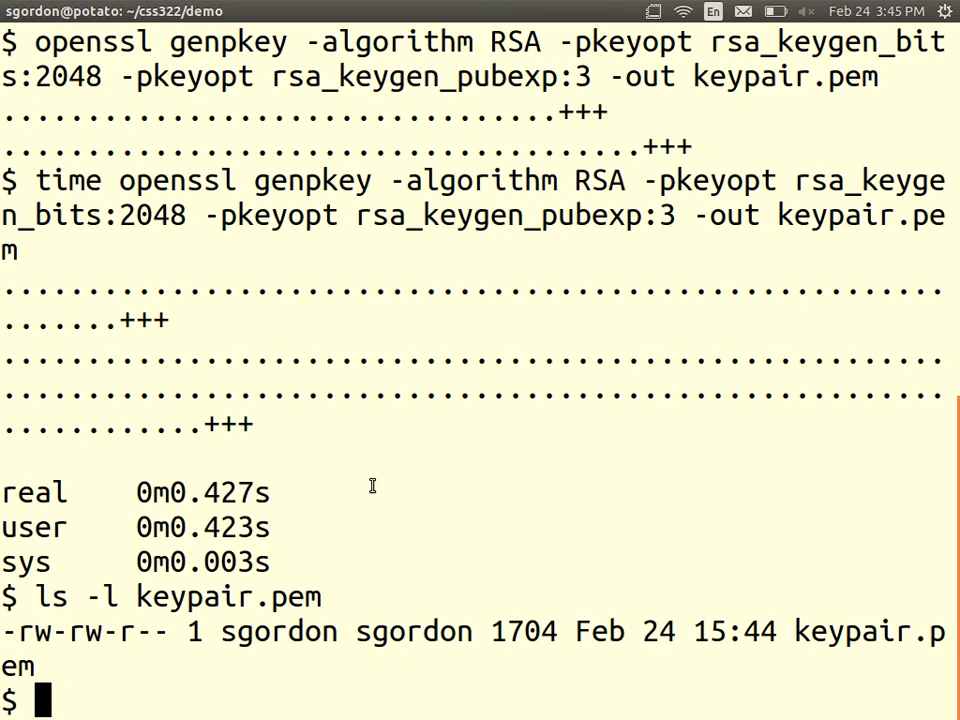 sgordon@potato: ~/css322/demo En Feb 24 3:45 PM
$ openssl genpkey -algorithm RSA -pkeyopt rsa_keygen_bit
s:2048 -pkeyopt rsa_keygen_pubexp:3 -out keypair.pem
.................................+++
......................................+++
$ time openssl genpkey -algorithm RSA -pkeyopt rsa_keyge
n_bits:2048 -pkeyopt rsa_keygen_pubexp:3 -out keypair.pe
m
........................................................
.......+++
........................................................
........................................................
............+++
real    0m0.427s
user    0m0.423s
sys     0m0.003s
$ ls -l keypair.pem
-rw-rw-r-- 1 sgordon sgordon 1704 Feb 24 15:44 keypair.p
em
$